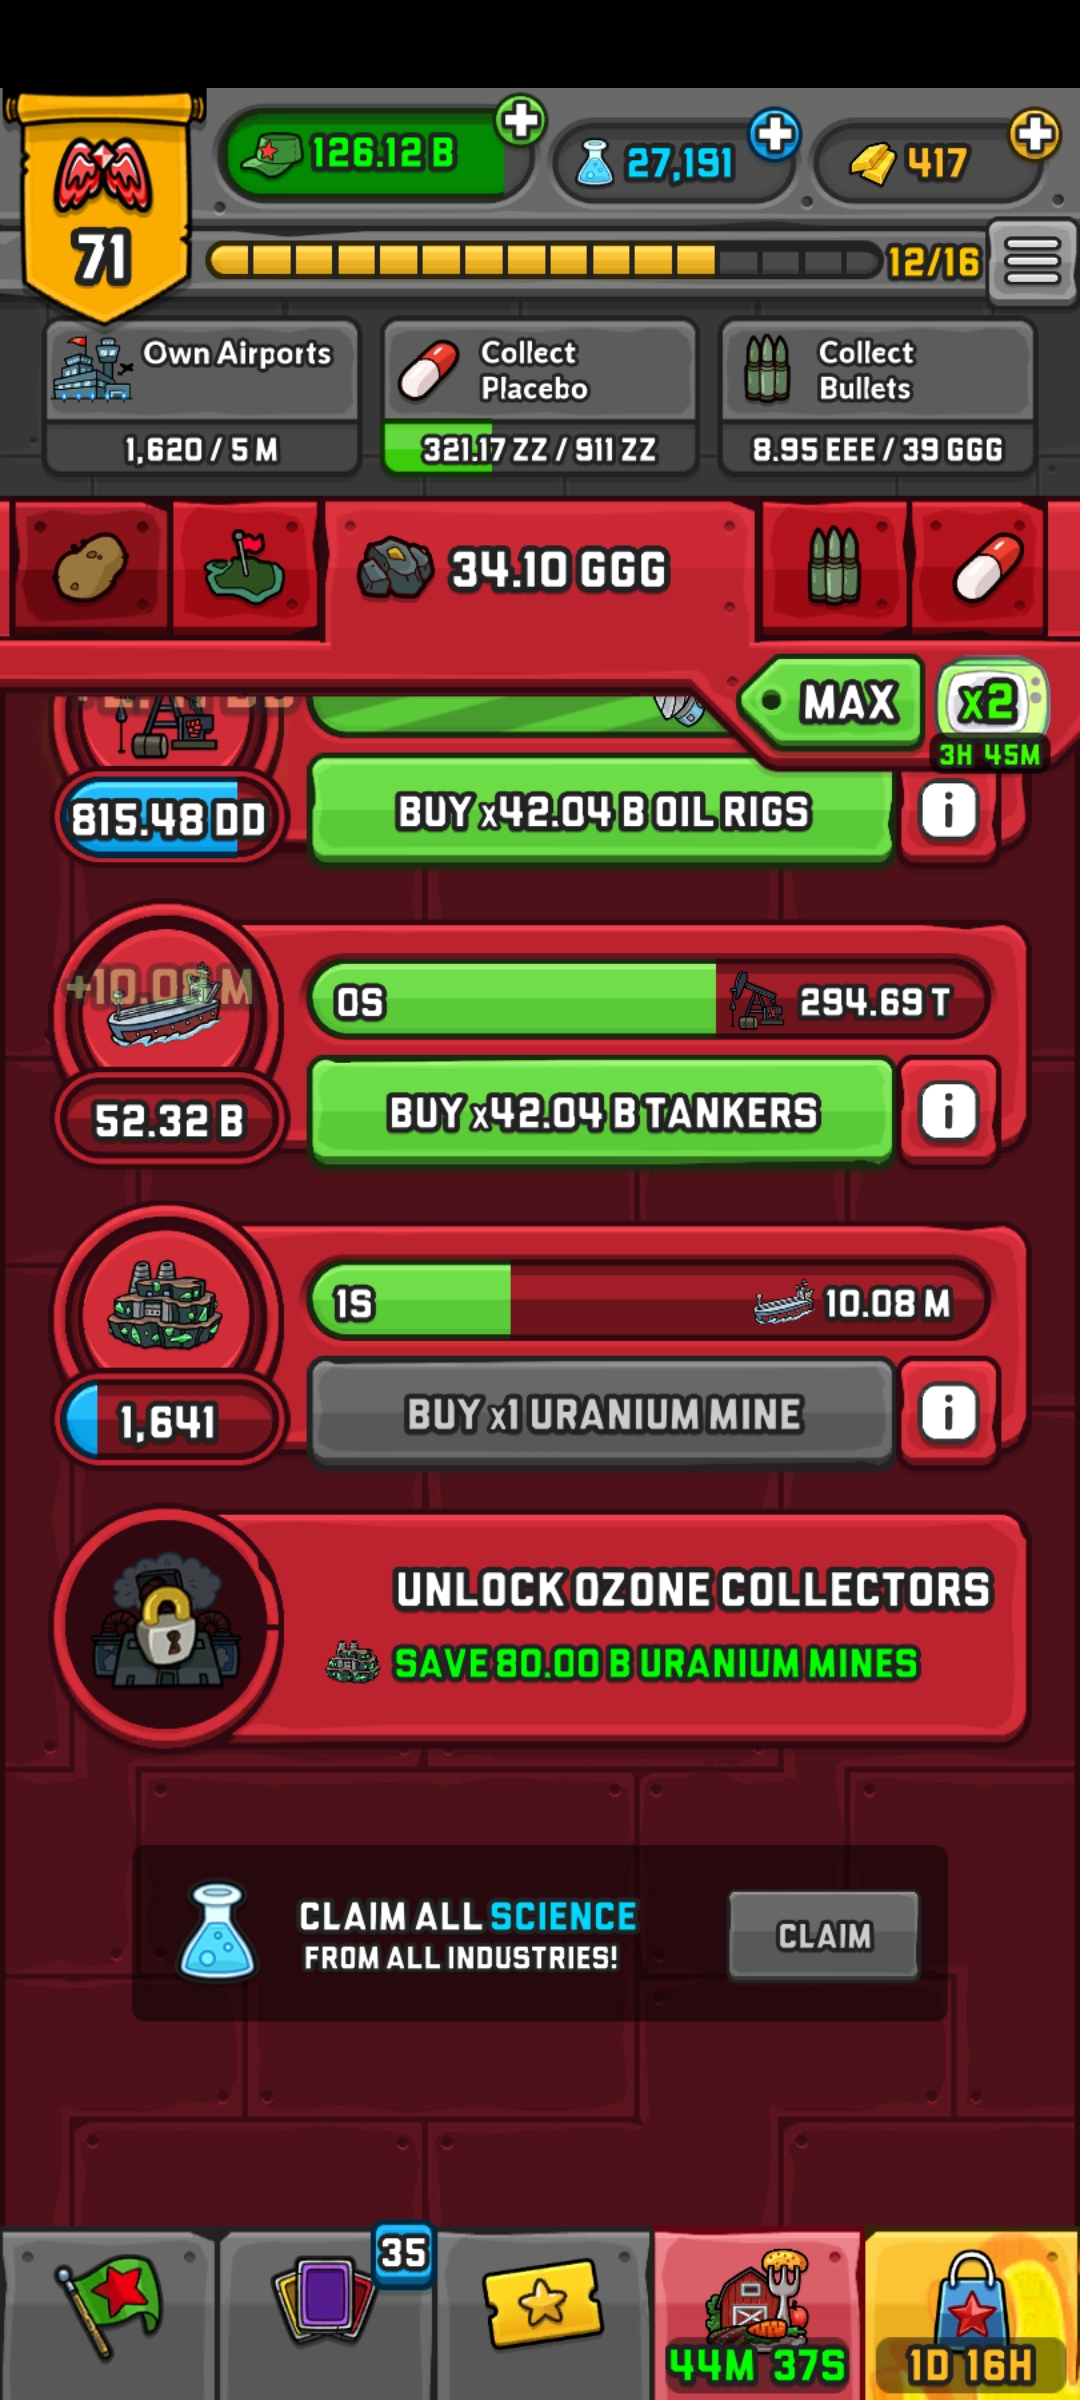 126.12 B
27,191
417
71
12/16
Own Airports
1,620 / 5 M
Collect
Placebo
321.17 ZZ / 911 ZZ
Collect
Bullets
8.95 EEE / 39 GGG
34.10 GGG
MAX
x2
3H 45M
815.48 DD
BUY x42.04 B OIL RIGS
i
+10.08 M
0S
294.69 T
52.32 B
BUY x42.04 B TANKERS
i
1S
10.08 M
1,641
BUY x1 URANIUM MINE
i
UNLOCK OZONE COLLECTORS
SAVE 80.00 B URANIUM MINES
CLAIM ALL SCIENCE
FROM ALL INDUSTRIES!
CLAIM
35
44M 37S
1D 16H